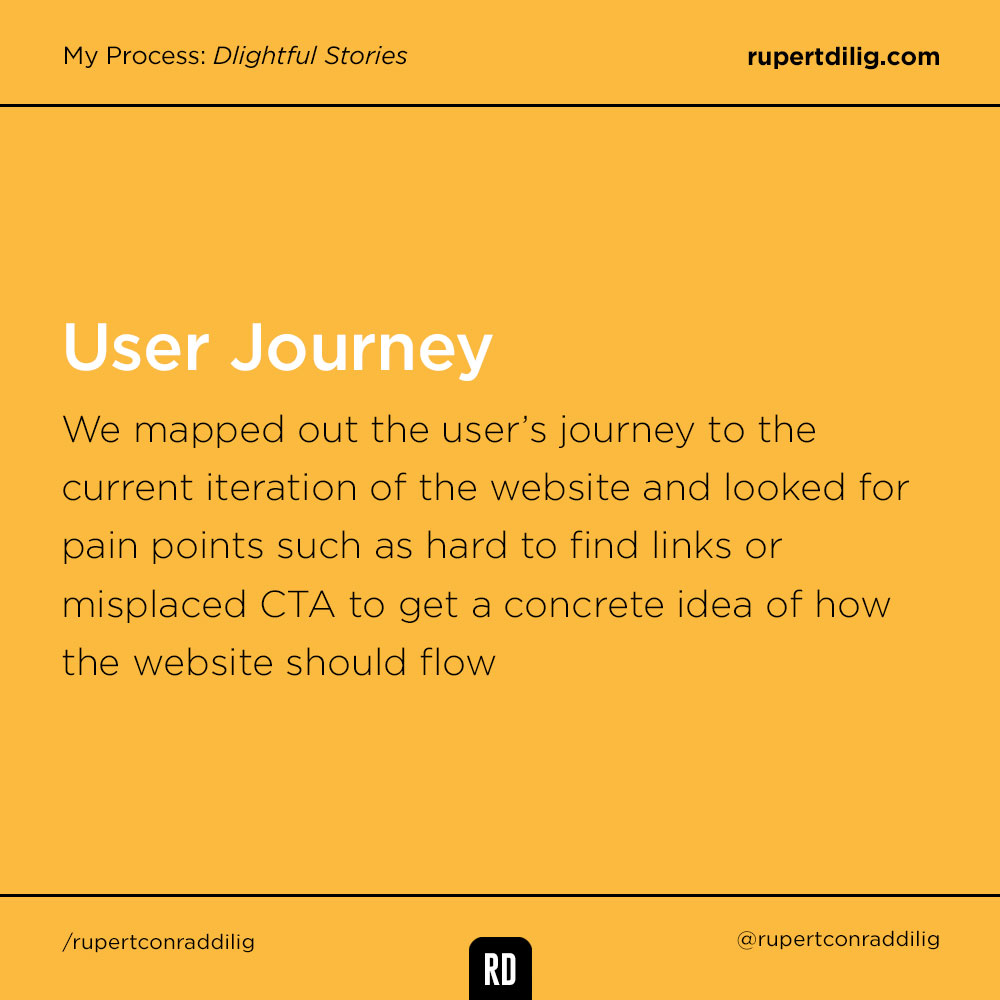 My Process: Dlightful Stories
rupertdilig.com
User Journey
We mapped out the user’s journey to the
current iteration of the website and looked for
pain points such as hard to find links or
misplaced CTA to get a concrete idea of how
the website should flow
/rupertconraddilig
RD
@rupertconraddilig